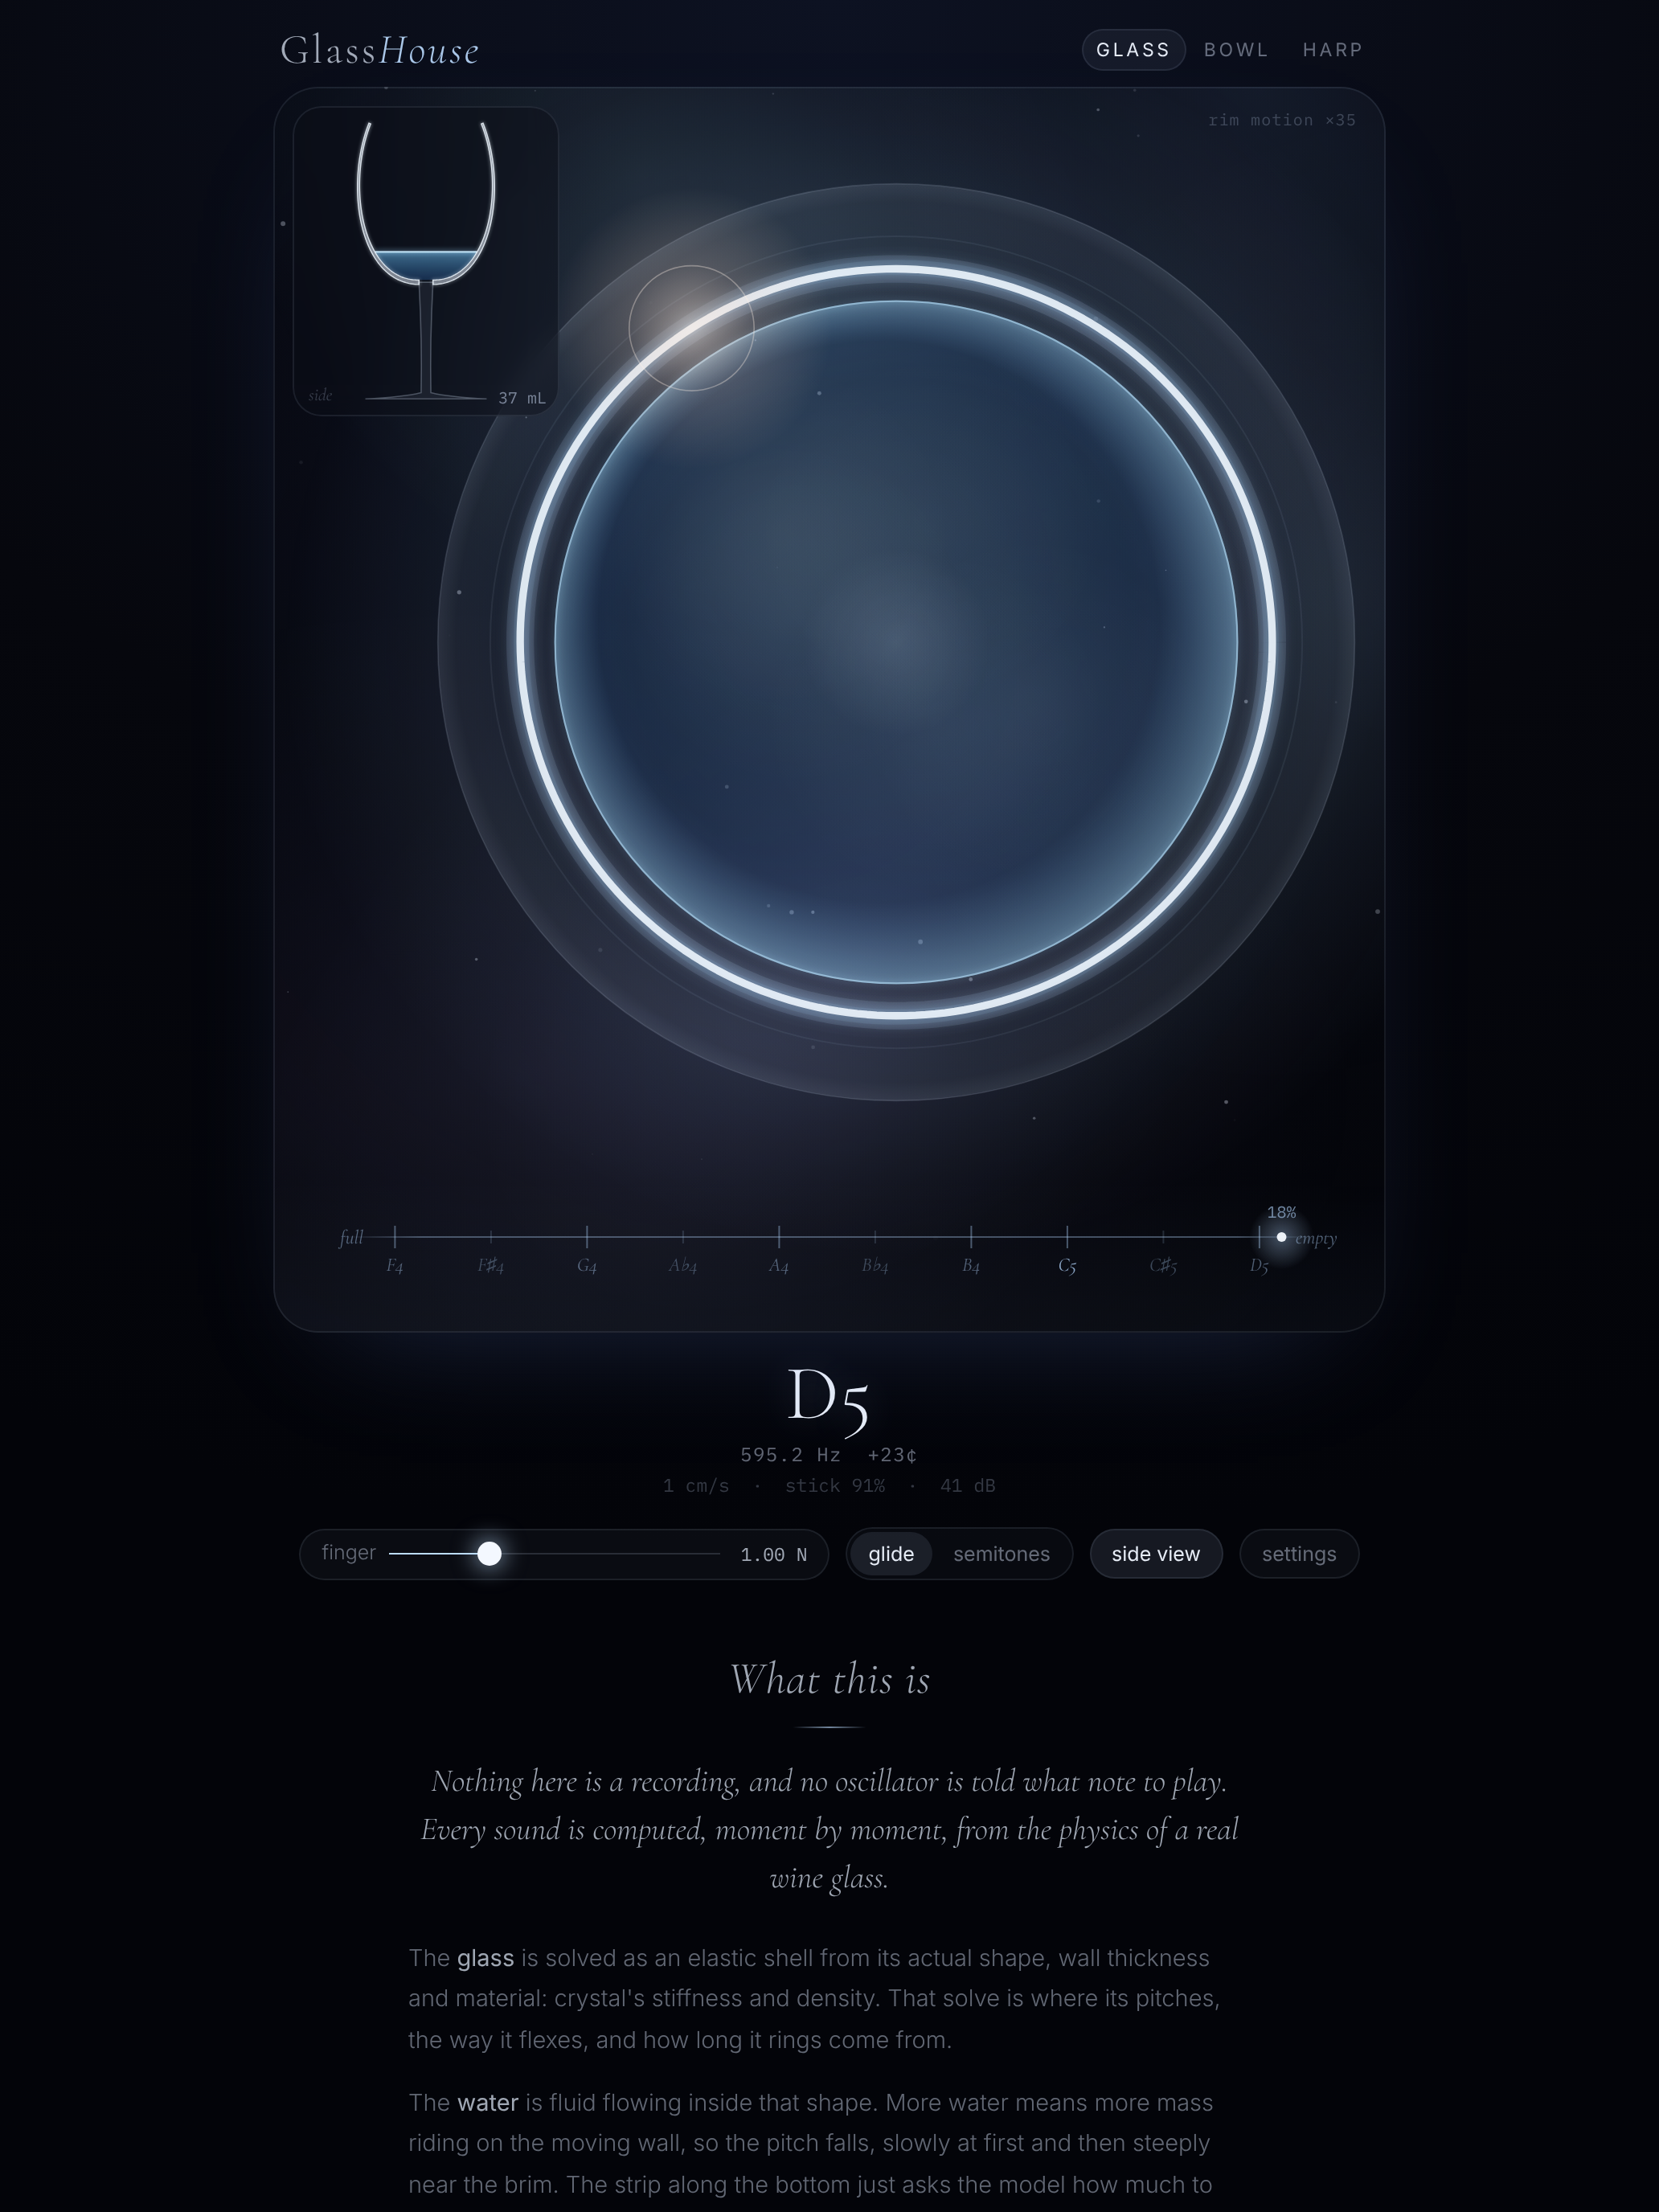 GlassHouse
GLASS BOWL HARP
rim motion ×35
side
37 mL
18%
full
empty
F4 F♯4 G4 A♭4 A4 B♭4 B4 C5 C♯5 D5
D5
595.2 Hz +23¢
1 cm/s · stick 91% · 41 dB
finger 1.00 N glide semitones side view settings
What this is
Nothing here is a recording, and no oscillator is told what note to play.
Every sound is computed, moment by moment, from the physics of a real
wine glass.
The glass is solved as an elastic shell from its actual shape, wall thickness
and material: crystal's stiffness and density. That solve is where its pitches,
the way it flexes, and how long it rings come from.
The water is fluid flowing inside that shape. More water means more mass
riding on the moving wall, so the pitch falls, slowly at first and then steeply
near the brim. The strip along the bottom just asks the model how much to